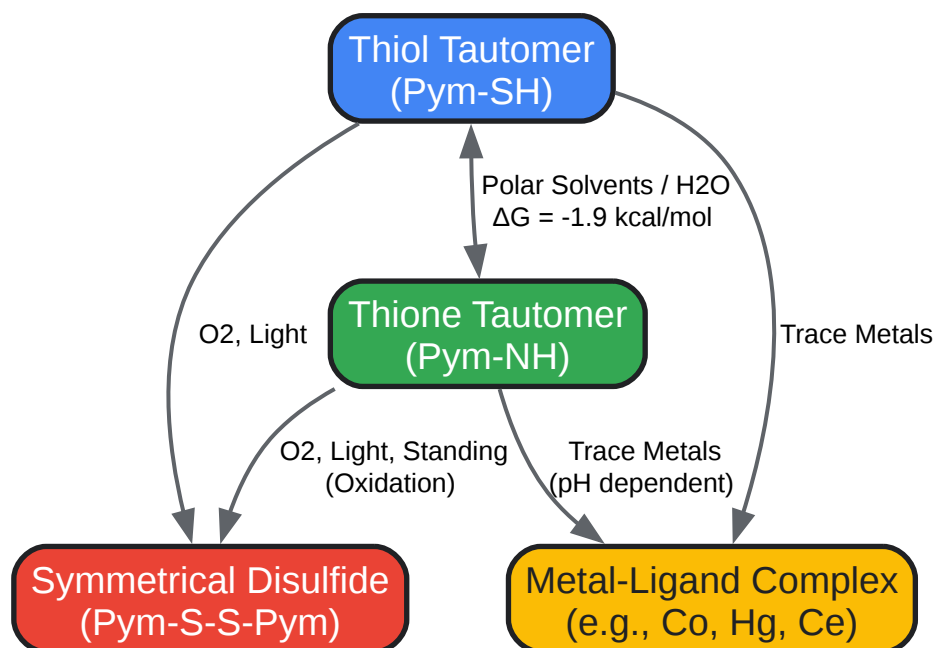 Thiol Tautomer
(Pym-SH)
Polar Solvents / H2O
ΔG = -1.9 kcal/mol
Thione Tautomer
(Pym-NH)
O2, Light
Trace Metals
O2, Light, Standing
(Oxidation)
Trace Metals
(pH dependent)
Symmetrical Disulfide
(Pym-S-S-Pym)
Metal-Ligand Complex
(e.g., Co, Hg, Ce)